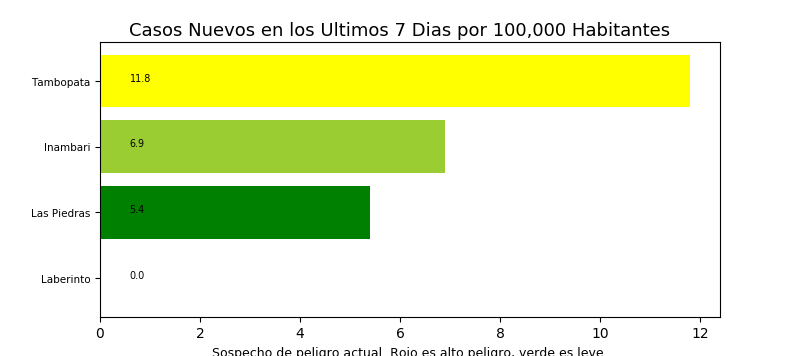 Casos Nuevos en los Ultimos 7 Dias por 100,000 Habitantes
Tambopata 11.8
Inambari 6.9
Las Piedras 5.4
Laberinto 0.0
0 2 4 6 8 10 12
Sospecho de peligro actual. Rojo es alto peligro, verde es leve